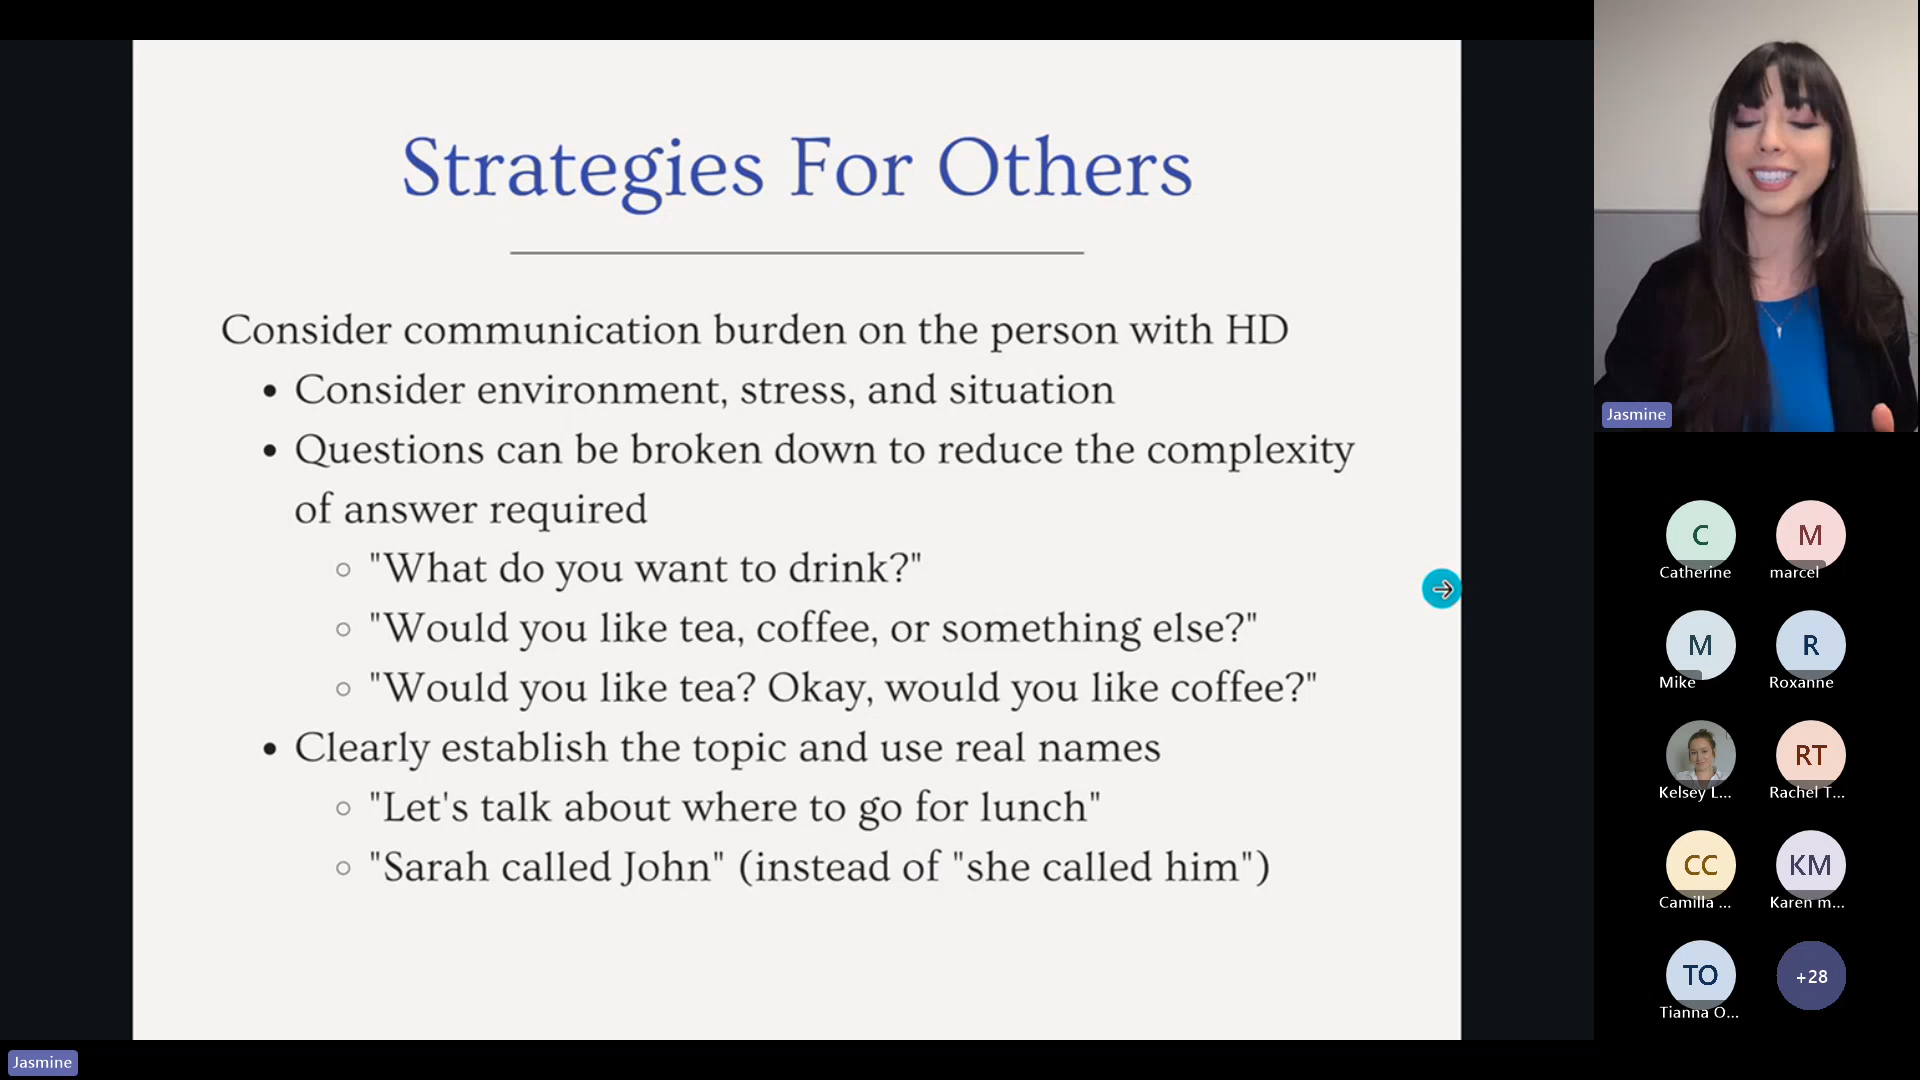 Strategies For Others
Consider communication burden on the person with HD
• Consider environment, stress, and situation
• Questions can be broken down to reduce the complexity
of answer required
○ "What do you want to drink?"
○ "Would you like tea, coffee, or something else?"
○ "Would you like tea? Okay, would you like coffee?"
• Clearly establish the topic and use real names
○ "Let's talk about where to go for lunch"
○ "Sarah called John" (instead of "she called him")
Jasmine
Jasmine
C
Catherine
M
marcel
M
Mike
R
Roxanne
Kelsey L...
RT
Rachel T...
CC
Camilla ...
KM
Karen m...
TO
Tianna O...
+28